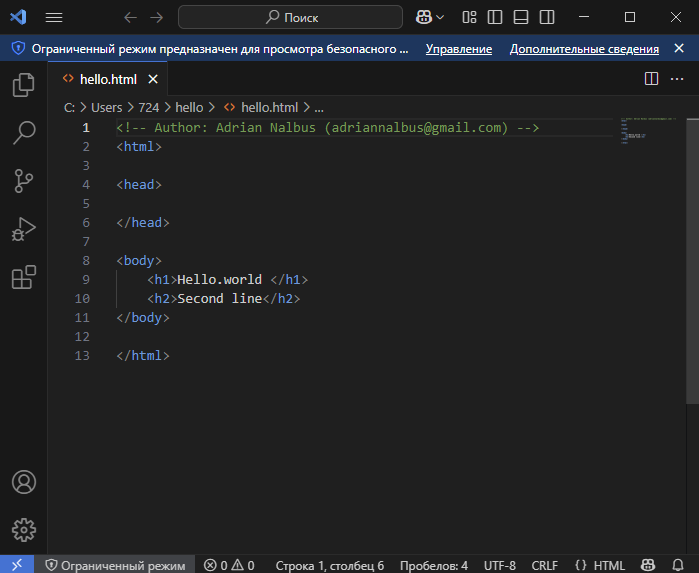 Поиск
Ограниченный режим предназначен для просмотра безопасного ... Управление Дополнительные сведения
hello.html
C: > Users > 724 > hello > hello.html > ...
1 <!-- Author: Adrian Nalbus (adriannalbus@gmail.com) -->
2 <html>
3
4 <head>
5
6 </head>
7
8 <body>
9     <h1>Hello.world </h1>
10     <h2>Second line</h2>
11 </body>
12
13 </html>
Ограниченный режим 0 0 Строка 1, столбец 6 Пробелов: 4 UTF-8 CRLF {} HTML